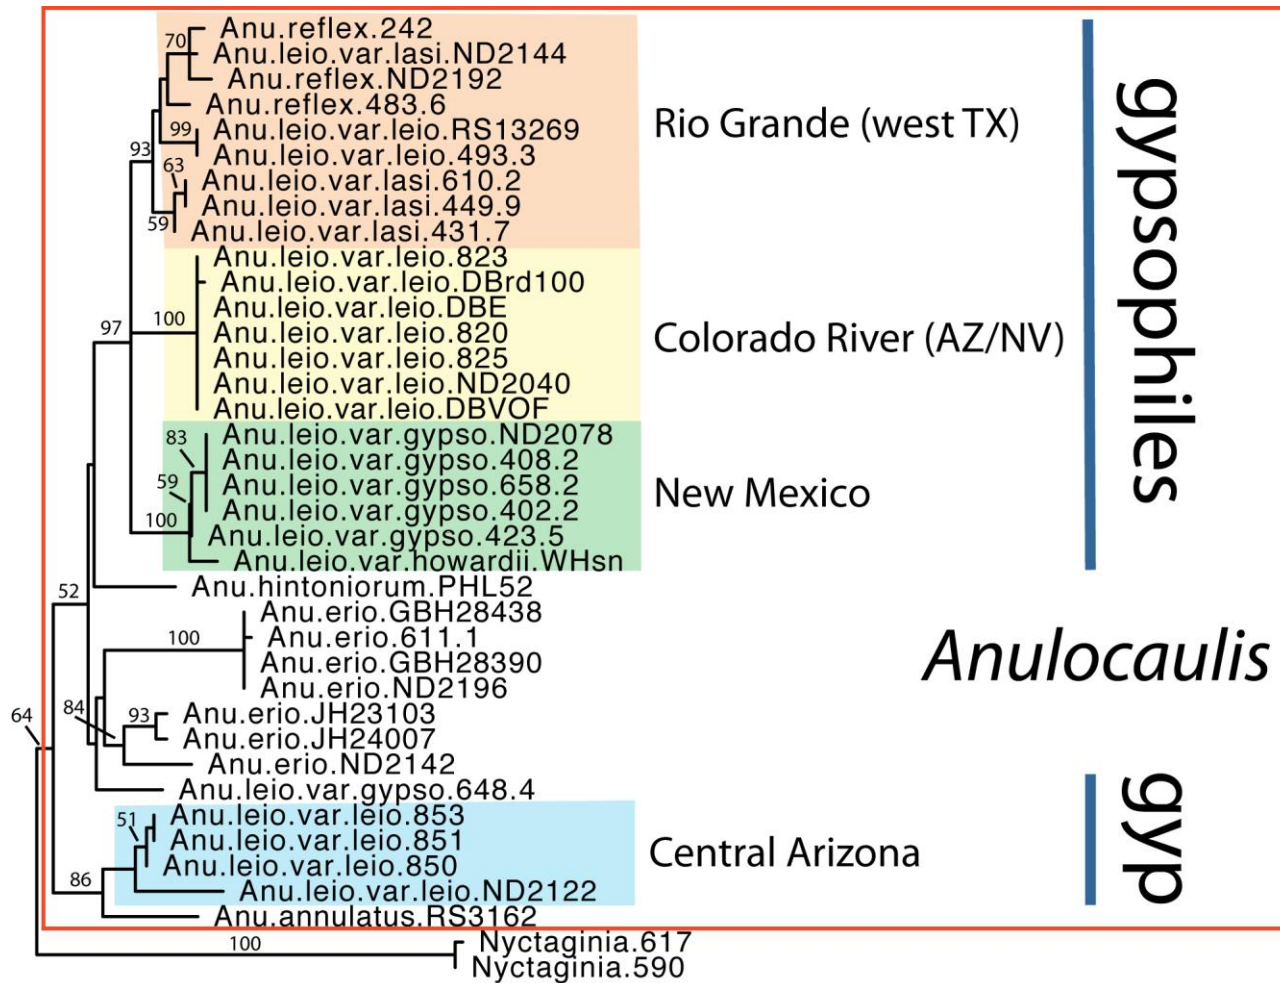 Anu.reflex.242
70
Anu.leio.var.lasi.ND2144
Anu.reflex.ND2192
Anu.reflex.483.6
Anu.leio.var.leio.RS13269
99
Anu.leio.var.leio.493.3
93
63
Anu.leio.var.lasi.610.2
Anu.leio.var.lasi.449.9
59
Anu.leio.var.lasi.431.7
Rio Grande (west TX)
Anu.leio.var.leio.823
Anu.leio.var.leio.DBrd100
Anu.leio.var.leio.DBE
97
100
Anu.leio.var.leio.820
Anu.leio.var.leio.825
Anu.leio.var.leio.ND2040
Anu.leio.var.leio.DBVOF
Colorado River (AZ/NV)
83
Anu.leio.var.gypso.ND2078
Anu.leio.var.gypso.408.2
59
Anu.leio.var.gypso.658.2
Anu.leio.var.gypso.402.2
100
Anu.leio.var.gypso.423.5
Anu.leio.var.howardii.WHsn
New Mexico
gypsophiles
Anu.hintoniorum.PHL52
52
Anu.erio.GBH28438
100
Anu.erio.611.1
Anu.erio.GBH28390
Anu.erio.ND2196
Anulocaulis
64
84
93
Anu.erio.JH23103
Anu.erio.JH24007
Anu.erio.ND2142
Anu.leio.var.gypso.648.4
51
Anu.leio.var.leio.853
Anu.leio.var.leio.851
Anu.leio.var.leio.850
86
Anu.leio.var.leio.ND2122
Central Arizona
gyp
Anu.annulatus.RS3162
100
Nyctaginia.617
Nyctaginia.590